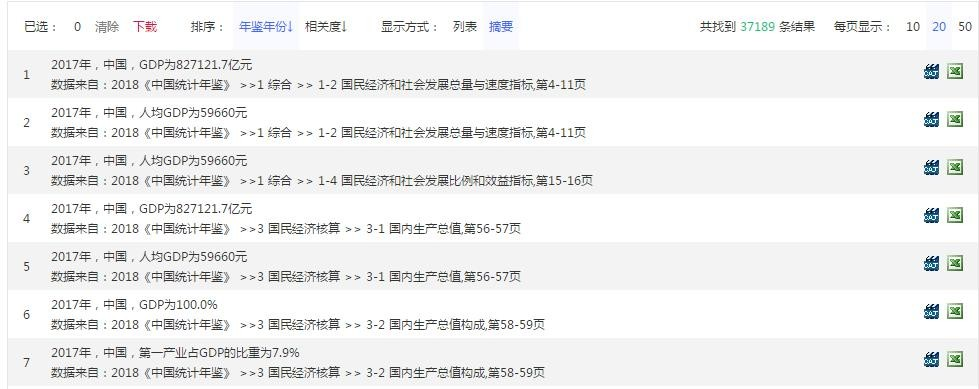 已选： 0 清除 下载 排序： 年鉴年份↓ 相关度↓ 显示方式： 列表 摘要 共找到 37189 条结果 每页显示： 10 20 50
1 2017年，中国，GDP为827121.7亿元
数据来自：2018《中国统计年鉴》 >>1 综合 >> 1-2 国民经济和社会发展总量与速度指标,第4-11页
2 2017年，中国，人均GDP为59660元
数据来自：2018《中国统计年鉴》 >>1 综合 >> 1-2 国民经济和社会发展总量与速度指标,第4-11页
3 2017年，中国，人均GDP为59660元
数据来自：2018《中国统计年鉴》 >>1 综合 >> 1-4 国民经济和社会发展比例和效益指标,第15-16页
4 2017年，中国，GDP为827121.7亿元
数据来自：2018《中国统计年鉴》 >>3 国民经济核算 >> 3-1 国内生产总值,第56-57页
5 2017年，中国，人均GDP为59660元
数据来自：2018《中国统计年鉴》 >>3 国民经济核算 >> 3-1 国内生产总值,第56-57页
6 2017年，中国，GDP为100.0%
数据来自：2018《中国统计年鉴》 >>3 国民经济核算 >> 3-2 国内生产总值构成,第58-59页
7 2017年，中国，第一产业占GDP的比重为7.9%
数据来自：2018《中国统计年鉴》 >>3 国民经济核算 >> 3-2 国内生产总值构成,第58-59页